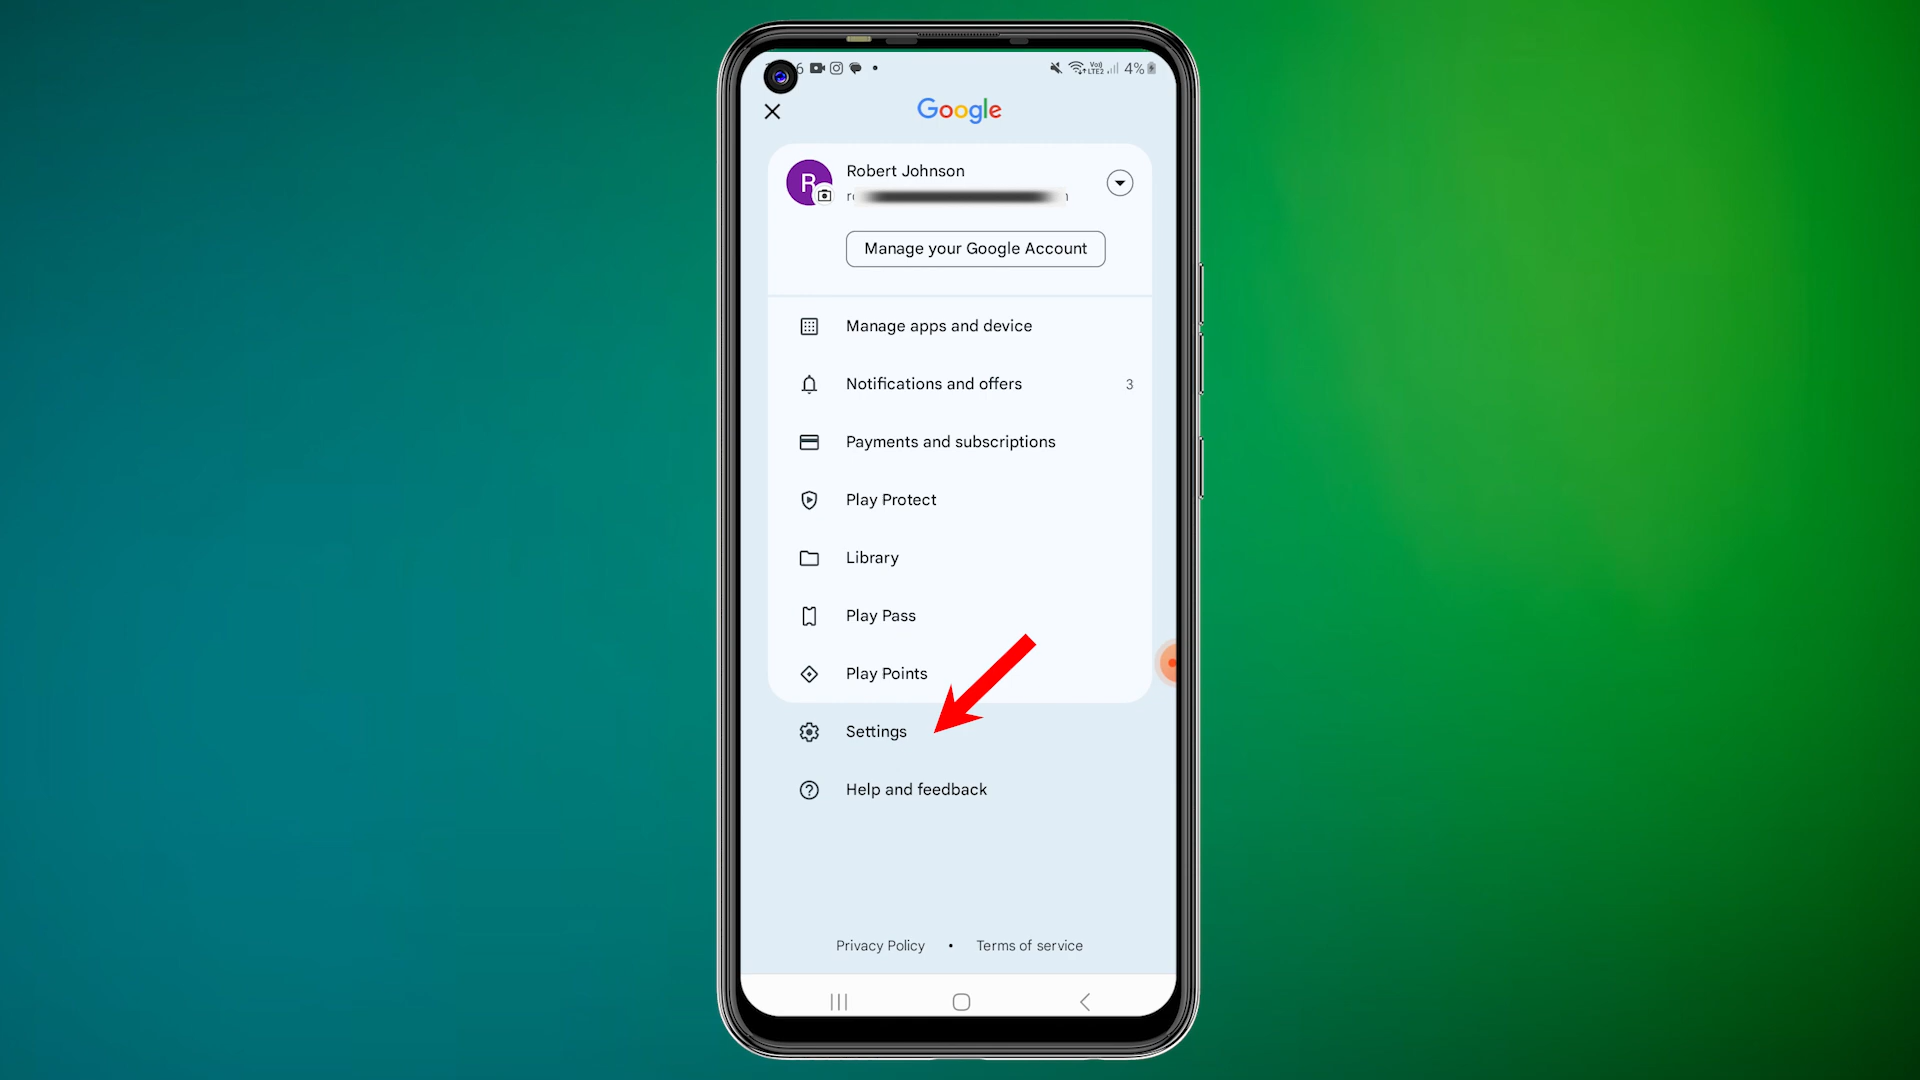 4%
Google
R
Robert Johnson
Manage your Google Account
Manage apps and device
Notifications and offers 3
Payments and subscriptions
Play Protect
Library
Play Pass
Play Points
Settings
Help and feedback
Privacy Policy • Terms of service